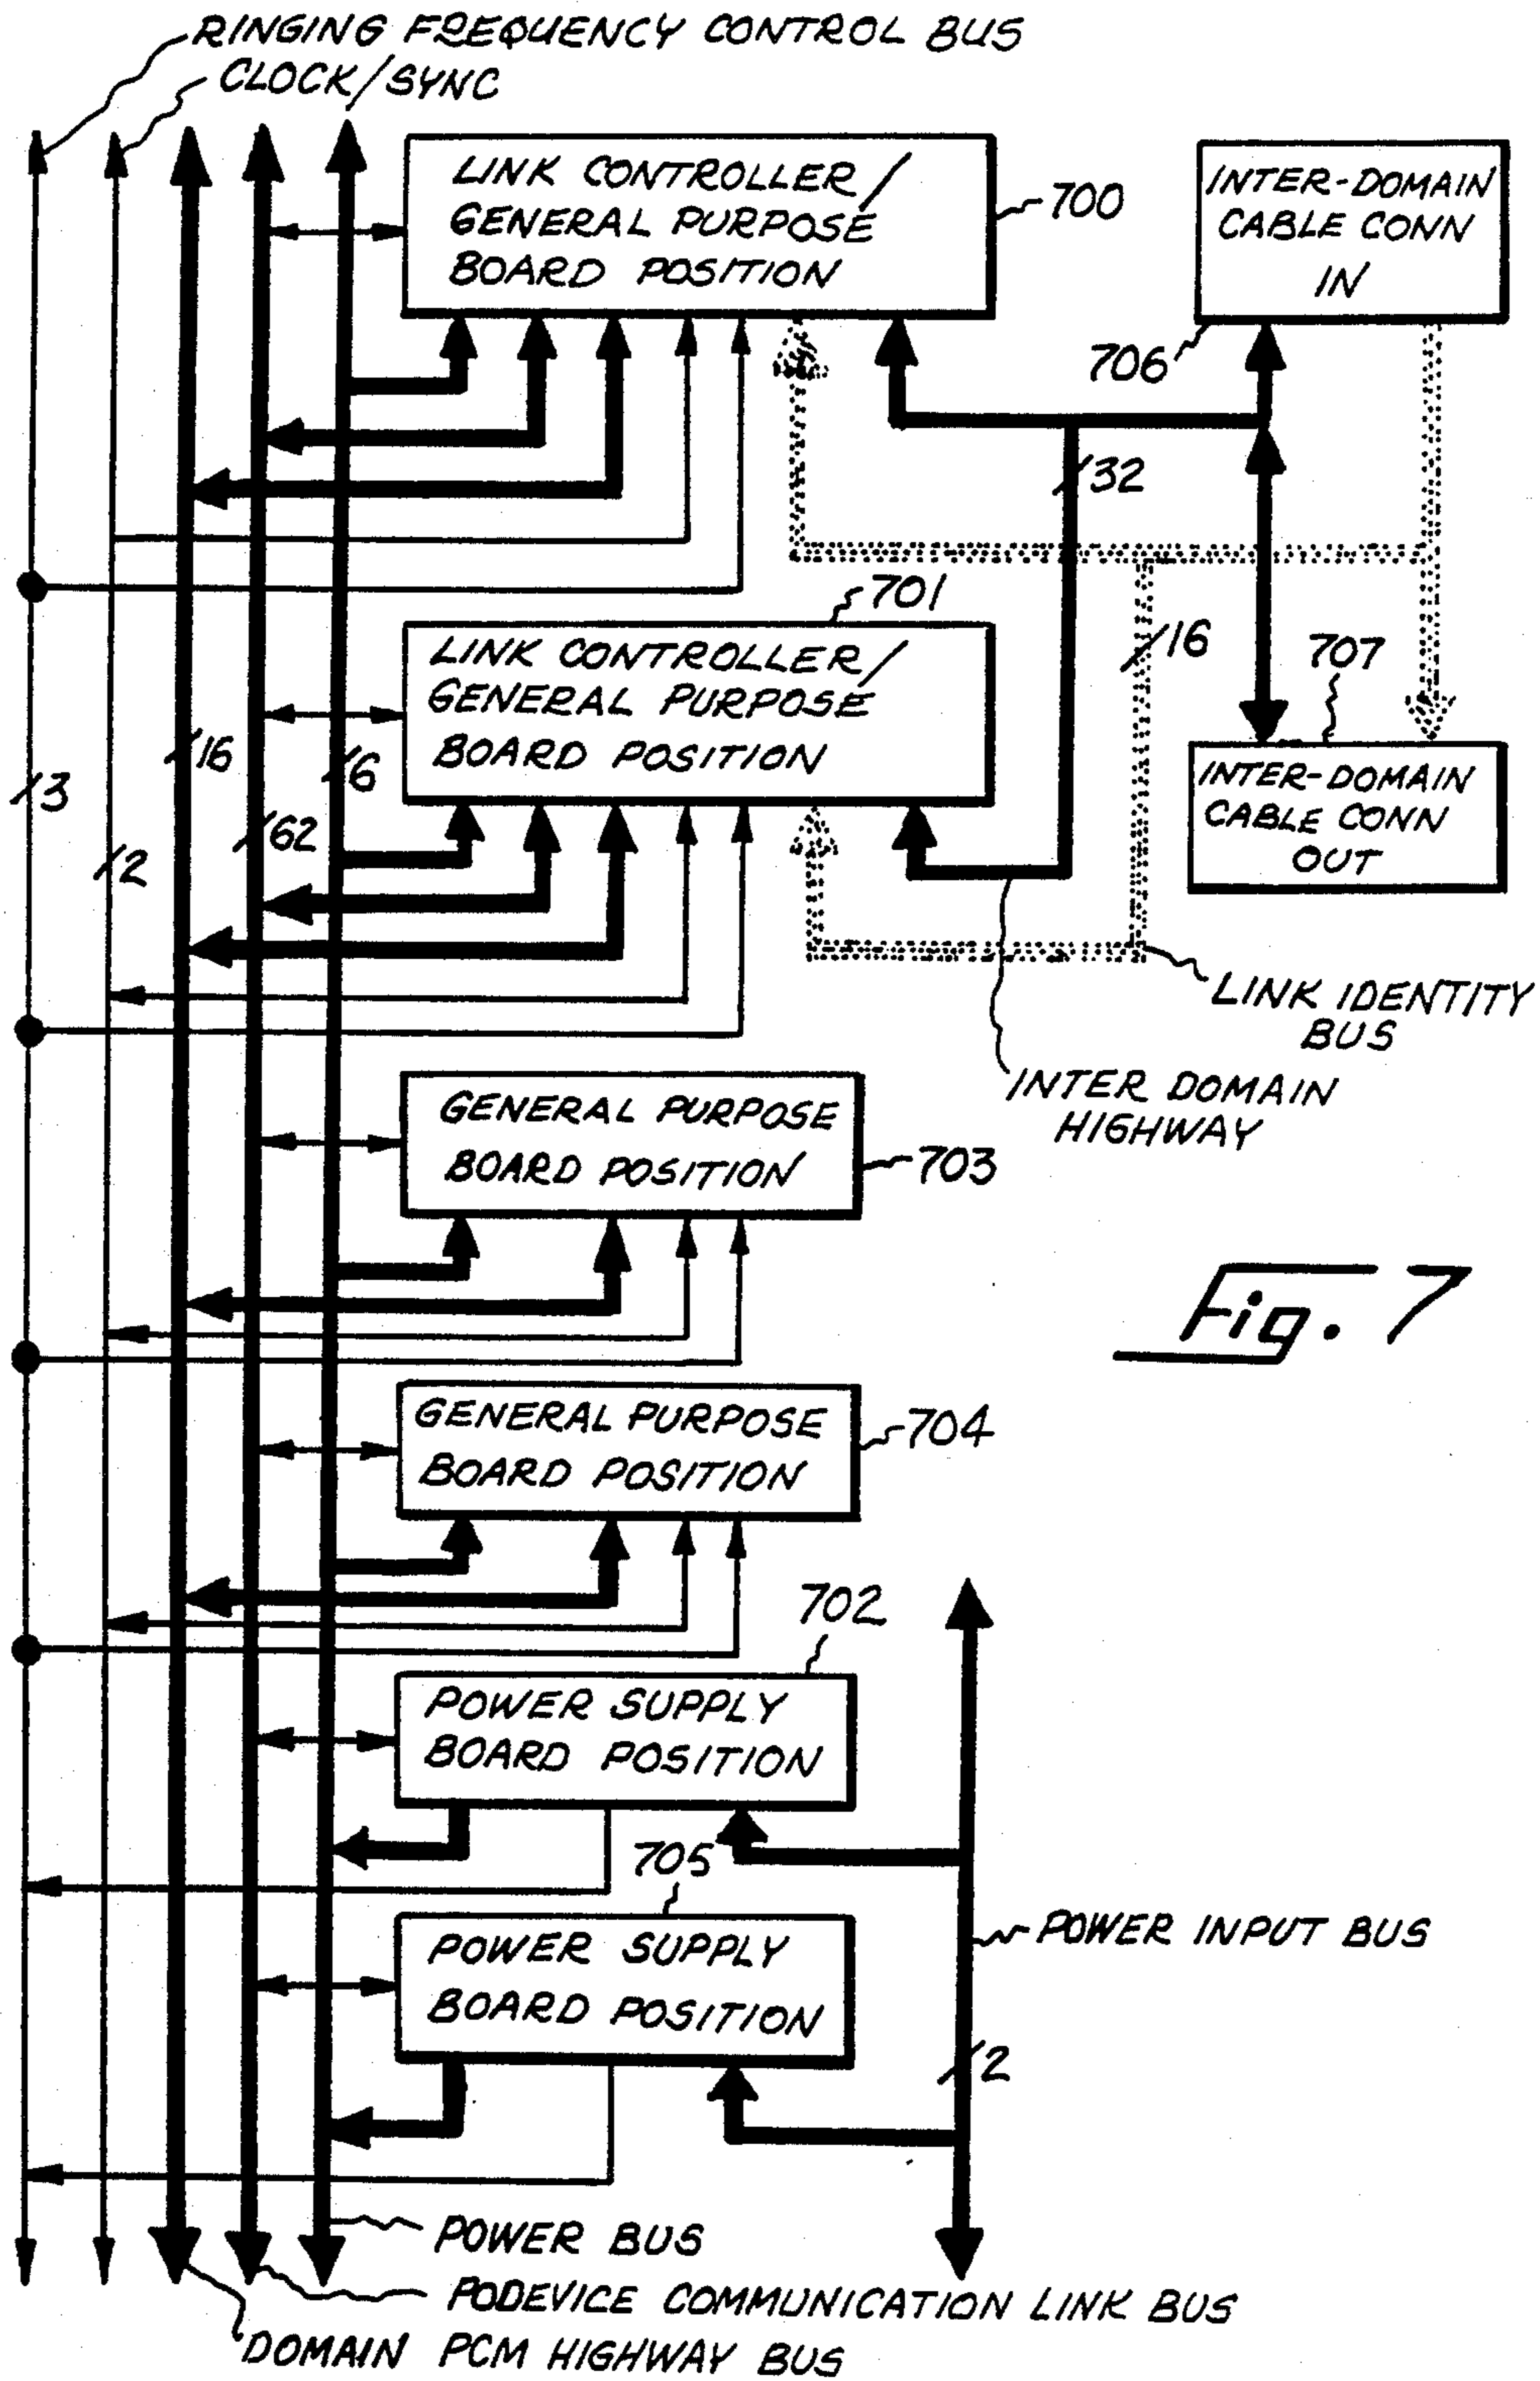 RINGING FREQUENCY CONTROL BUS
CLOCK/SYNC
LINK CONTROLLER/
GENERAL PURPOSE
BOARD POSITION
700
INTER-DOMAIN
CABLE CONN
IN
706
32
701
LINK CONTROLLER/
GENERAL PURPOSE
BOARD POSITION
16
707
INTER-DOMAIN
CABLE CONN
OUT
3
2
16
62
6
LINK IDENTITY
BUS
INTER DOMAIN
HIGHWAY
GENERAL PURPOSE
BOARD POSITION
703
Fig. 7
GENERAL PURPOSE
BOARD POSITION
704
702
POWER SUPPLY
BOARD POSITION
705
POWER SUPPLY
BOARD POSITION
POWER INPUT BUS
2
POWER BUS
PODEVICE COMMUNICATION LINK BUS
DOMAIN PCM HIGHWAY BUS